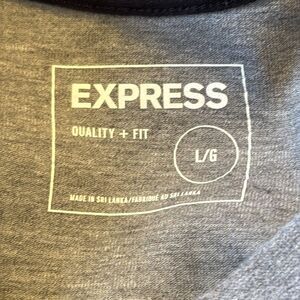 EXPRESS
QUALITY + FIT
L/G
MADE IN SRI LANKA/FABRIQUÉ AU SRI LANKA